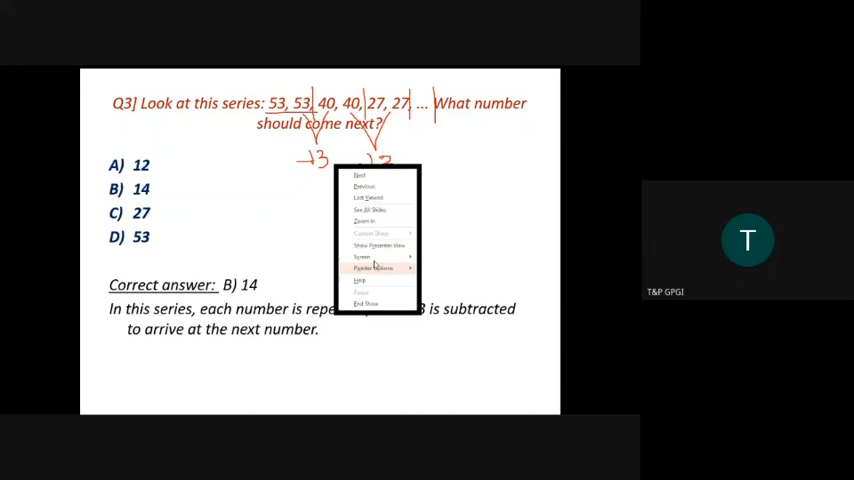 Q3] Look at this series: 53, 53, 40, 40, 27, 27, ... What number
should come next?
13
A) 12
B) 14
C) 27
D) 53
Next
Previous
Last Viewed
See All Slides
Zoom In
Custom Show
Show Presenter View
Screen
Pointer Options
Help
Pause
End Show
Correct answer: B) 14
In this series, each number is repe 3 is subtracted
to arrive at the next number.
T
T&P GPGI